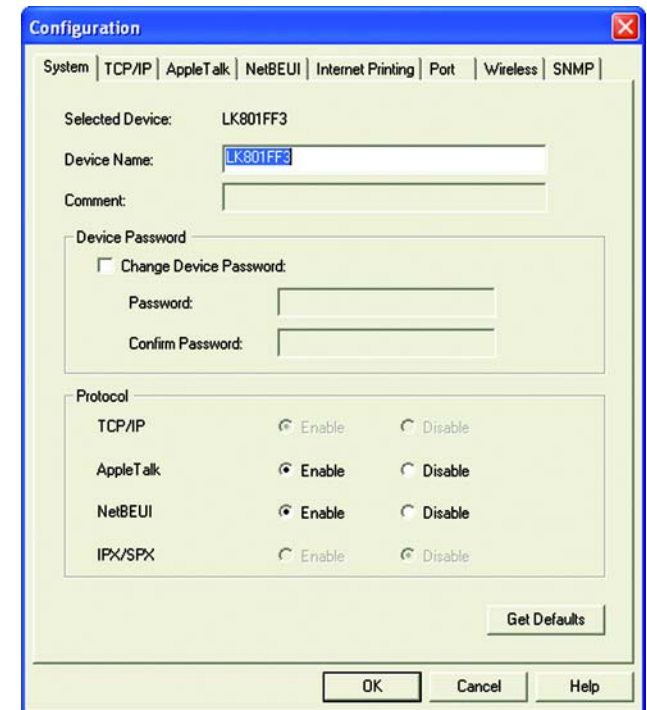 Configuration
System TCP/IP AppleTalk NetBEUI Internet Printing Port Wireless SNMP
Selected Device: LK801FF3
Device Name: LK801FF3
Comment:
Device Password
Change Device Password:
Password:
Confirm Password:
Protocol
TCP/IP Enable Disable
AppleTalk Enable Disable
NetBEUI Enable Disable
IPX/SPX Enable Disable
Get Defaults
OK Cancel Help